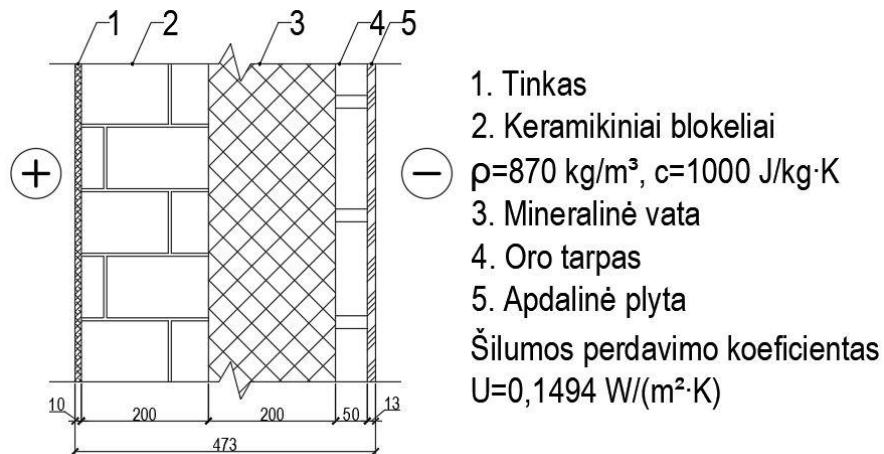 1 2 3 4 5
1. Tinkas
2. Keramikiniai blokeliai
ρ=870 kg/m³, c=1000 J/kg·K
3. Mineralinė vata
4. Oro tarpas
5. Apdalinė plyta
Šilumos perdavimo koeficientas
U=0,1494 W/(m²·K)
+
−
10 200 200 50 13
473